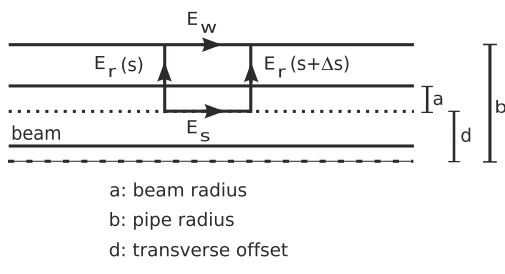 E_w
E_r (s)
E_r (s+Δs)
a
b
E_s
beam
d
a: beam radius
b: pipe radius
d: transverse offset